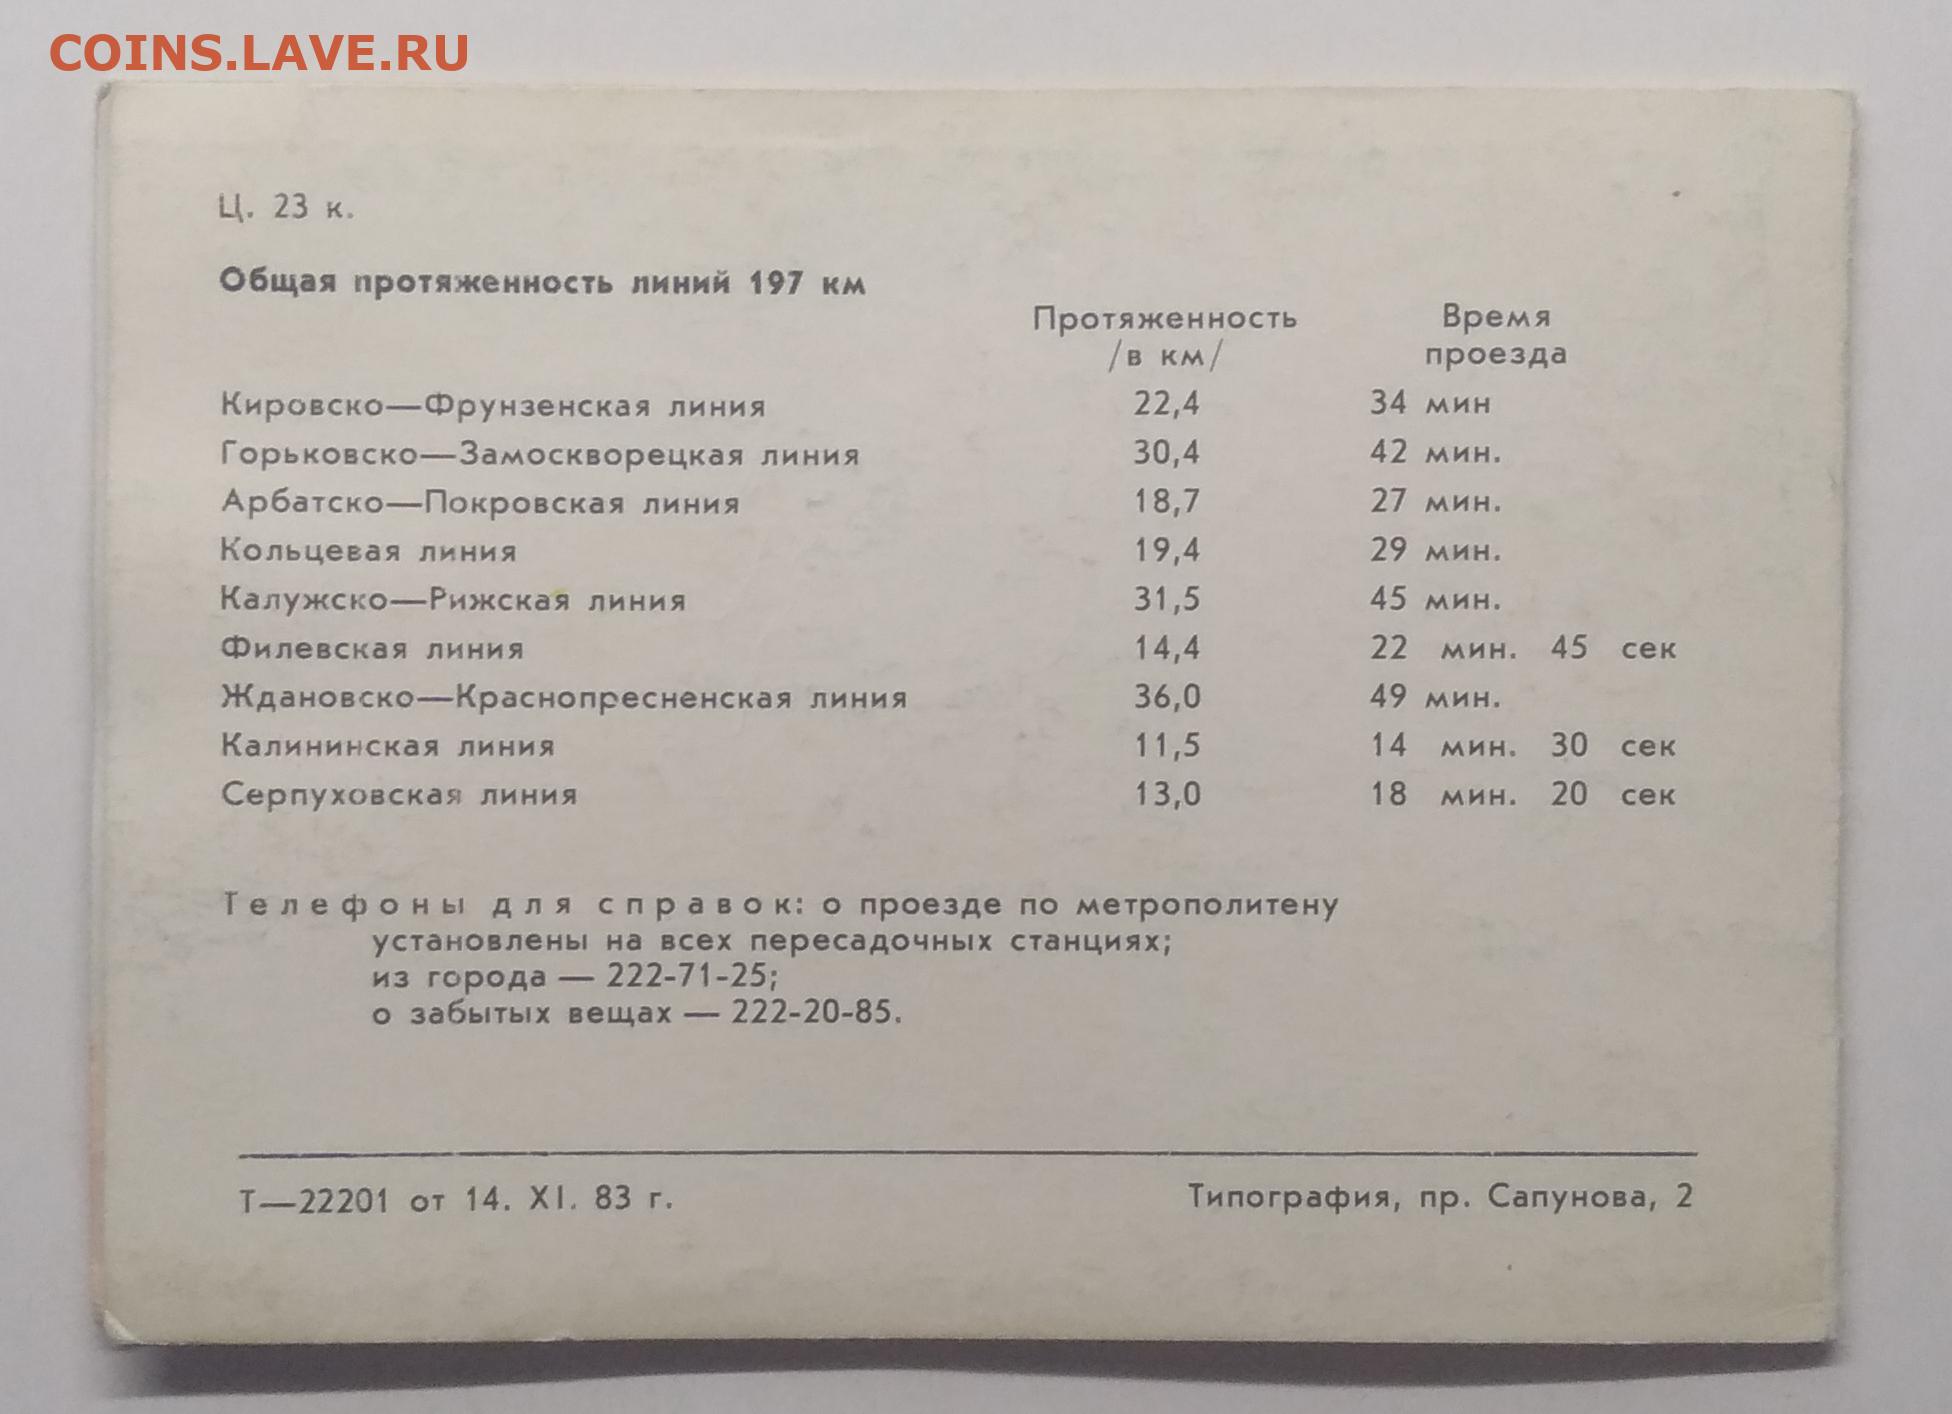 COINS.LAVE.RU
Ц. 23 к.
Общая протяженность линий 197 км
Протяженность Время
/в км/ проезда
Кировско—Фрунзенская линия 22,4 34 мин
Горьковско—Замоскворецкая линия 30,4 42 мин.
Арбатско—Покровская линия 18,7 27 мин.
Кольцевая линия 19,4 29 мин.
Калужско—Рижская линия 31,5 45 мин.
Филевская линия 14,4 22 мин. 45 сек
Ждановско—Краснопресненская линия 36,0 49 мин.
Калининская линия 11,5 14 мин. 30 сек
Серпуховская линия 13,0 18 мин. 20 сек
Телефоны для справок: о проезде по метрополитену
установлены на всех пересадочных станциях;
из города — 222-71-25;
о забытых вещах — 222-20-85.
Т—22201 от 14. XI. 83 г. Типография, пр. Сапунова, 2